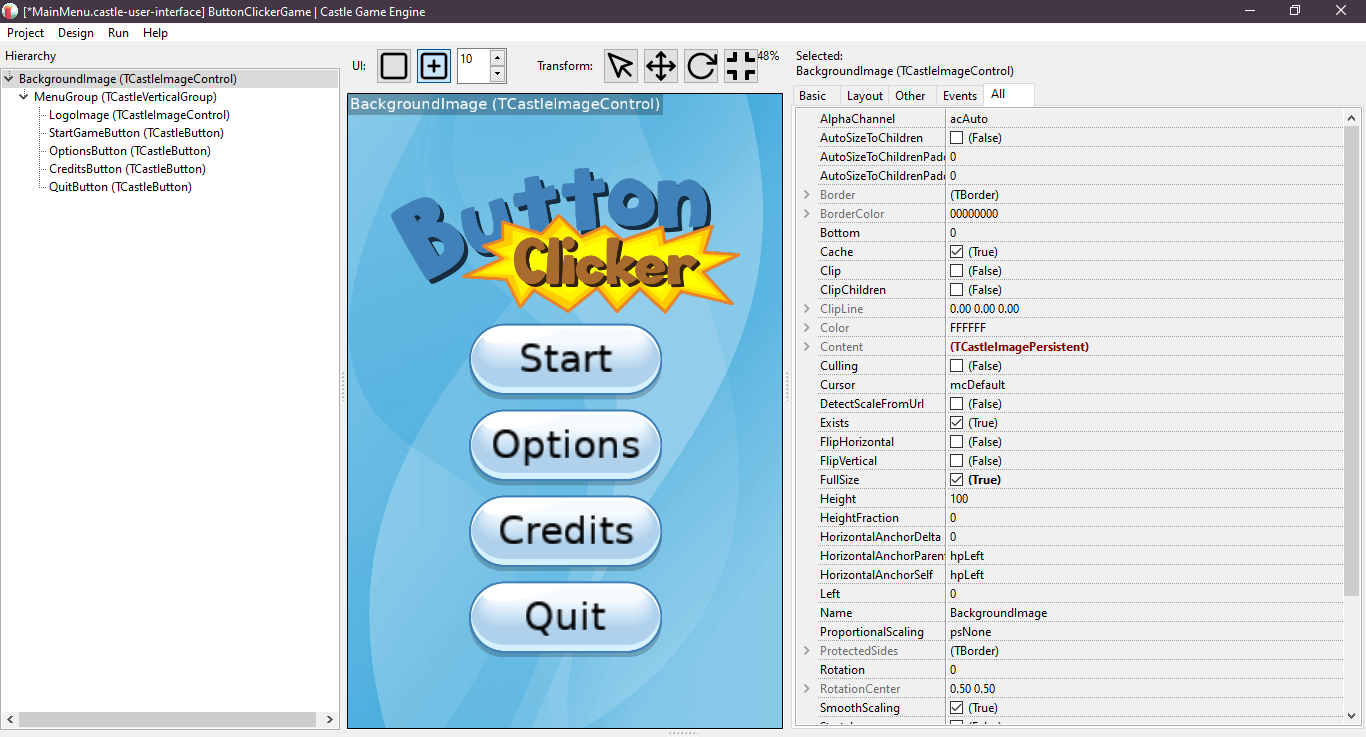 [*MainMenu.castle-user-interface] ButtonClickerGame | Castle Game Engine
Project Design Run Help
Hierarchy
BackgroundImage (TCastleImageControl)
MenuGroup (TCastleVerticalGroup)
LogoImage (TCastleImageControl)
StartGameButton (TCastleButton)
OptionsButton (TCastleButton)
CreditsButton (TCastleButton)
QuitButton (TCastleButton)
UI: 10 Transform: 48%
BackgroundImage (TCastleImageControl)
Button
Clicker
Start
Options
Credits
Quit
Selected:
BackgroundImage (TCastleImageControl)
Basic Layout Other Events All
AlphaChannel acAuto
AutoSizeToChildren (False)
AutoSizeToChildrenPadd 0
AutoSizeToChildrenPadd 0
Border (TBorder)
BorderColor 00000000
Bottom 0
Cache (True)
Clip (False)
ClipChildren (False)
ClipLine 0.00 0.00 0.00
Color FFFFFF
Content (TCastleImagePersistent)
Culling (False)
Cursor mcDefault
DetectScaleFromUrl (False)
Exists (True)
FlipHorizontal (False)
FlipVertical (False)
FullSize (True)
Height 100
HeightFraction 0
HorizontalAnchorDelta 0
HorizontalAnchorParent hpLeft
HorizontalAnchorSelf hpLeft
Left 0
Name BackgroundImage
ProportionalScaling psNone
ProtectedSides (TBorder)
Rotation 0
RotationCenter 0.50 0.50
SmoothScaling (True)